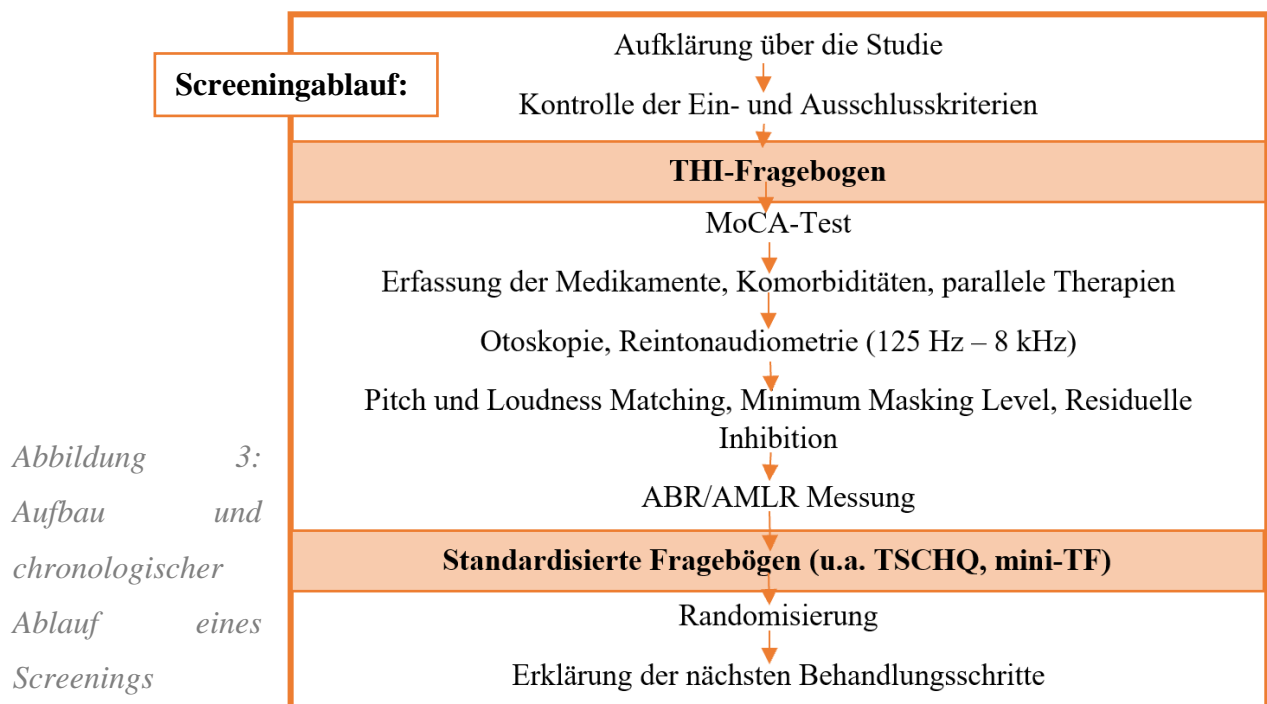 Screeningablauf:
Aufklärung über die Studie
Kontrolle der Ein- und Ausschlusskriterien
THI-Fragebogen
MoCA-Test
Erfassung der Medikamente, Komorbiditäten, parallele Therapien
Otoskopie, Reintonaudiometrie (125 Hz – 8 kHz)
Pitch und Loudness Matching, Minimum Masking Level, Residuelle
Inhibition
ABR/AMLR Messung
Standardisierte Fragebögen (u.a. TSCHQ, mini-TF)
Randomisierung
Erklärung der nächsten Behandlungsschritte
Abbildung 3:
Aufbau und
chronologischer
Ablauf eines
Screenings